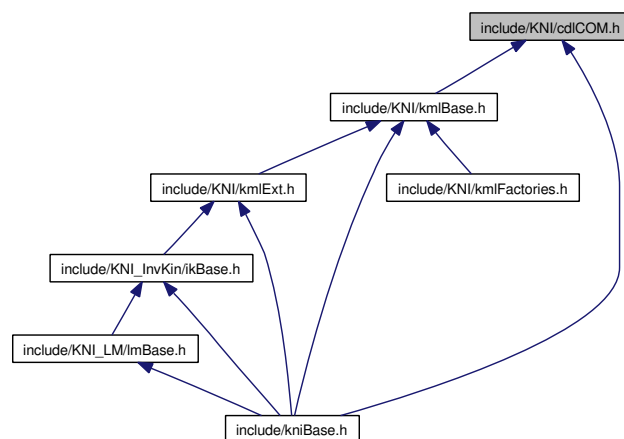 include/KNI/cdlCOM.h
include/KNI/kmlBase.h
include/KNI/kmlExt.h
include/KNI/kmlFactories.h
include/KNI_InvKin/ikBase.h
include/KNI_LM/lmBase.h
include/kniBase.h